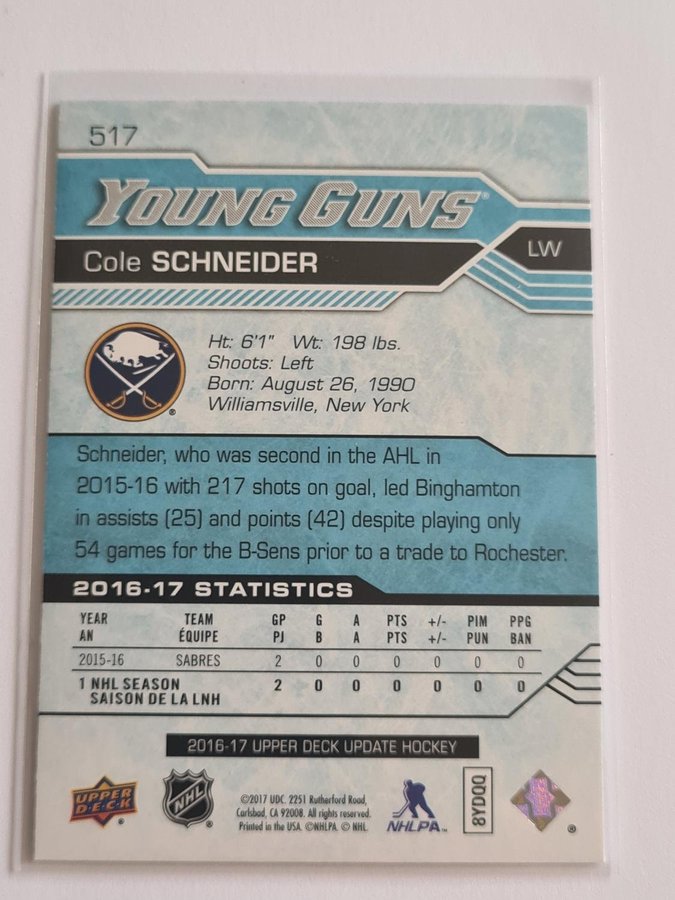 517
YOUNG GUNS®
Cole SCHNEIDER
LW
Ht: 6'1" Wt: 198 lbs.
Shoots: Left
Born: August 26, 1990
Williamsville, New York
Schneider, who was second in the AHL in
2015-16 with 217 shots on goal, led Binghamton
in assists (25) and points (42) despite playing only
54 games for the B-Sens prior to a trade to Rochester.
2016-17 STATISTICS
YEAR TEAM GP G A PTS +/- PIM PPG
AN ÉQUIPE PJ B A PTS +/- PUN BAN
2015-16 SABRES 2 0 0 0 0 0 0
1 NHL SEASON 2 0 0 0 0 0 0
SAISON DE LA LNH
2016-17 UPPER DECK UPDATE HOCKEY
UPPER DECK ®
NHL ®
©2017 UDC. 2251 Rutherford Road,
Carlsbad, CA 92008. All rights reserved.
Printed in the USA. ©NHLPA © NHL.
NHLPA
8YDQQ
®